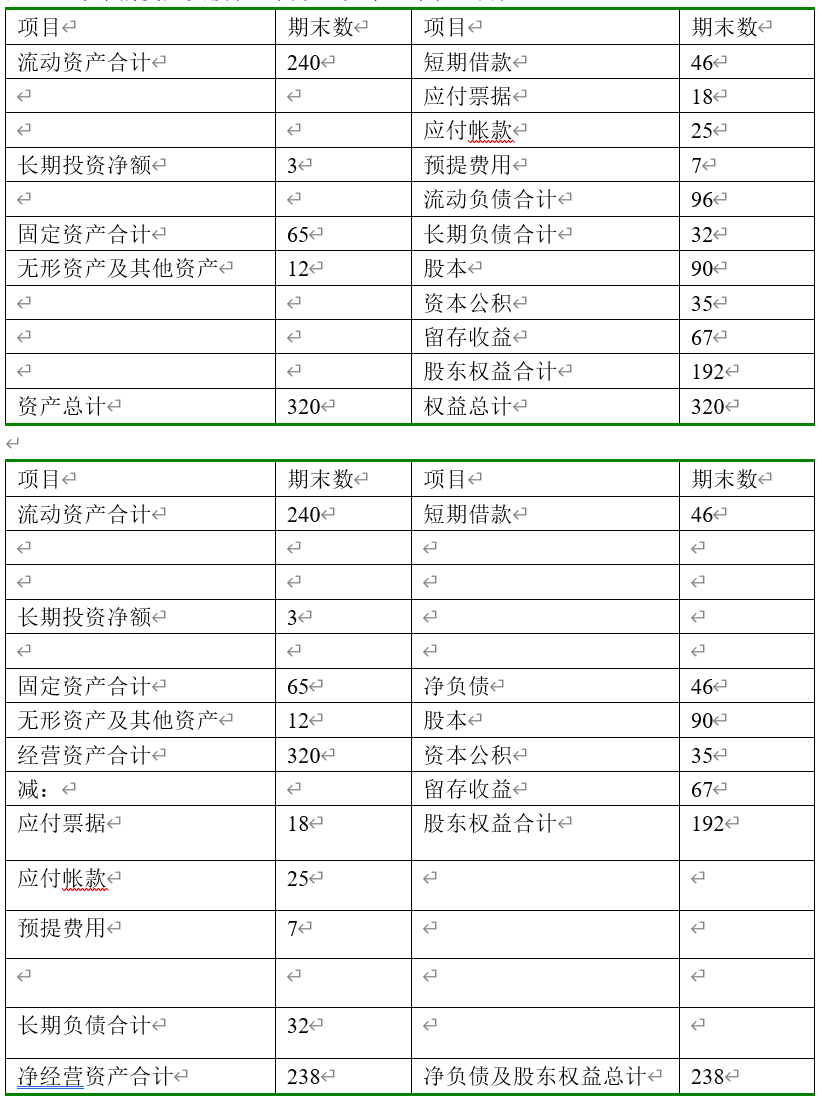 项目 期末数 项目 期末数
流动资产合计 240 短期借款 46
应付票据 18
应付帐款 25
长期投资净额 3 预提费用 7
流动负债合计 96
固定资产合计 65 长期负债合计 32
无形资产及其他资产 12 股本 90
资本公积 35
留存收益 67
股东权益合计 192
资产总计 320 权益总计 320
项目 期末数 项目 期末数
流动资产合计 240 短期借款 46
长期投资净额 3
固定资产合计 65 净负债 46
无形资产及其他资产 12 股本 90
经营资产合计 320 资本公积 35
减： 留存收益 67
应付票据 18 股东权益合计 192
应付帐款 25
预提费用 7
长期负债合计 32
净经营资产合计 238 净负债及股东权益总计 238